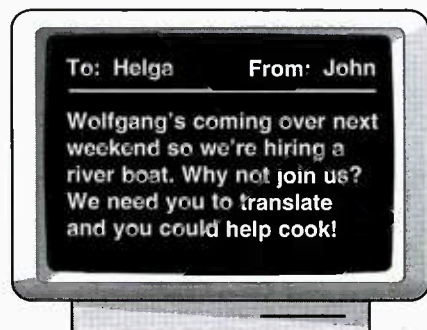 To: Helga From: John
Wolfgang's coming over next
weekend so we're hiring a
river boat. Why not join us?
We need you to translate
and you could help cook!